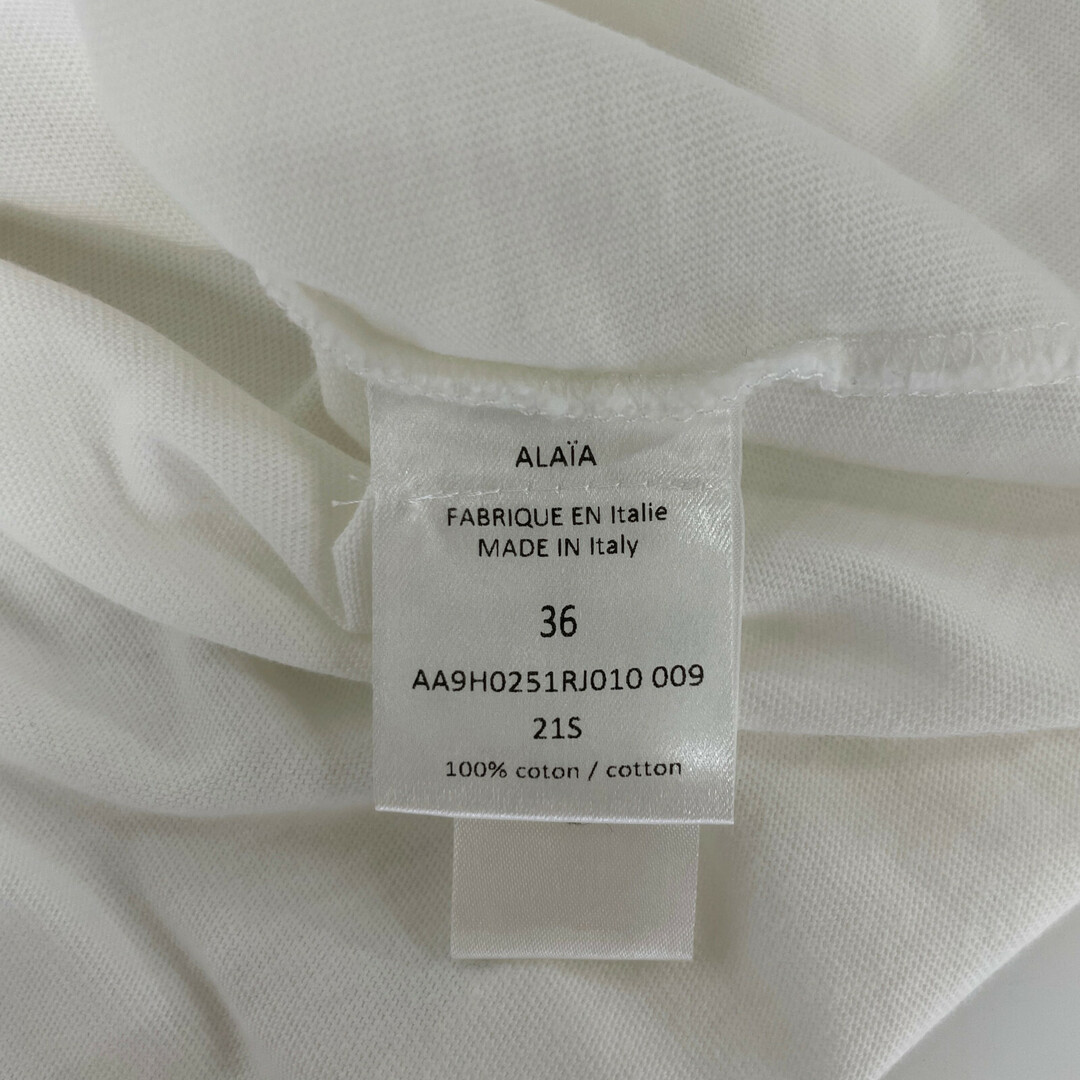 ALAÏA
FABRIQUE EN Italie
MADE IN Italy
36
AA9H0251RJ010 009
21S
100% coton / cotton